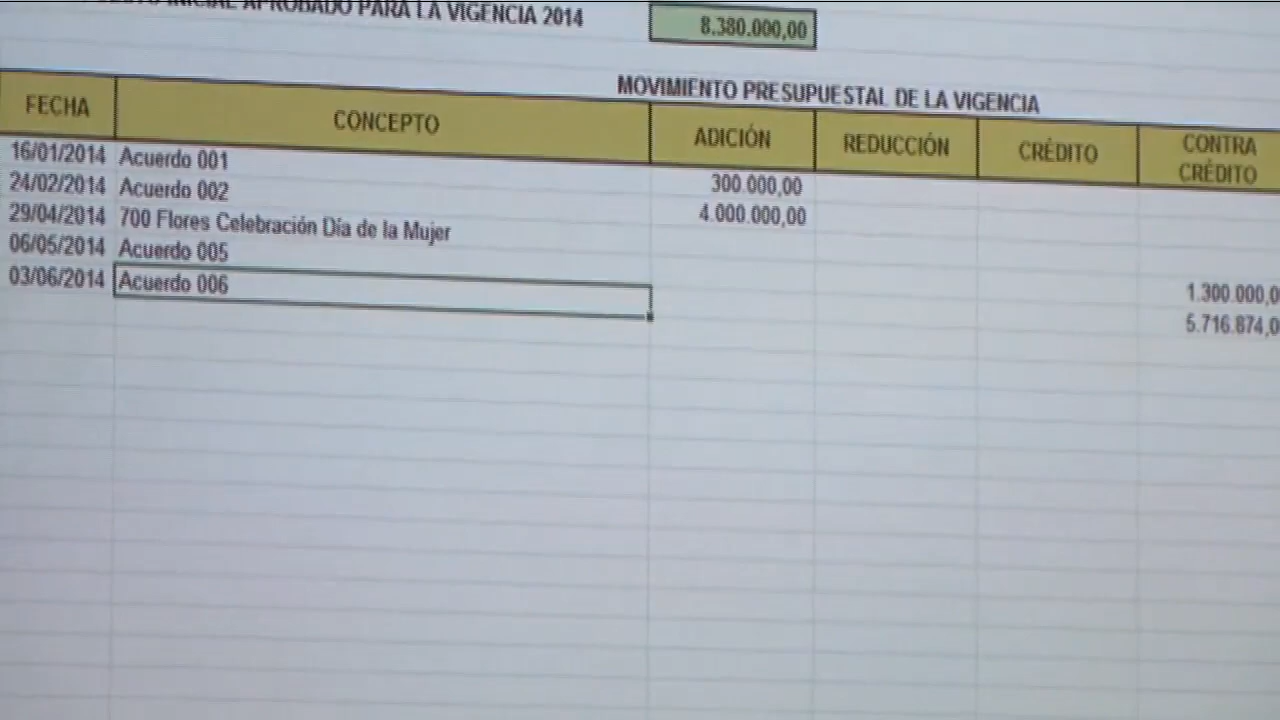 APROBADO PARA LA VIGENCIA 2014 8.380.000,00
MOVIMIENTO PRESUPUESTAL DE LA VIGENCIA
FECHA CONCEPTO ADICIÓN REDUCCIÓN CRÉDITO CONTRA CRÉDITO
16/01/2014 Acuerdo 001 300.000,00
24/02/2014 Acuerdo 002 4.000.000,00
29/04/2014 700 Flores Celebración Día de la Mujer
06/05/2014 Acuerdo 005 1.300.000,0
03/06/2014 Acuerdo 006 5.716.874,0